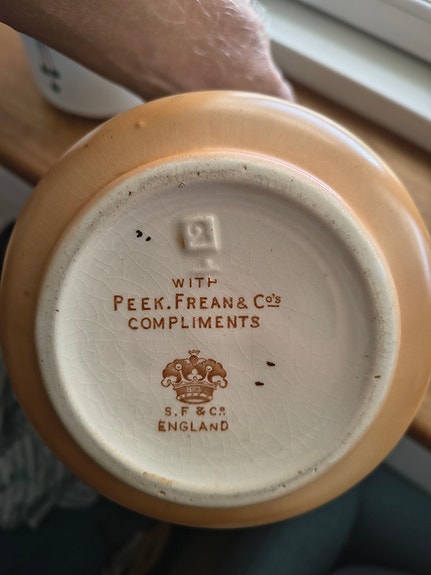 2
WITH
PEEK. FREAN & Co's
COMPLIMENTS
S. F & Co
ENGLAND